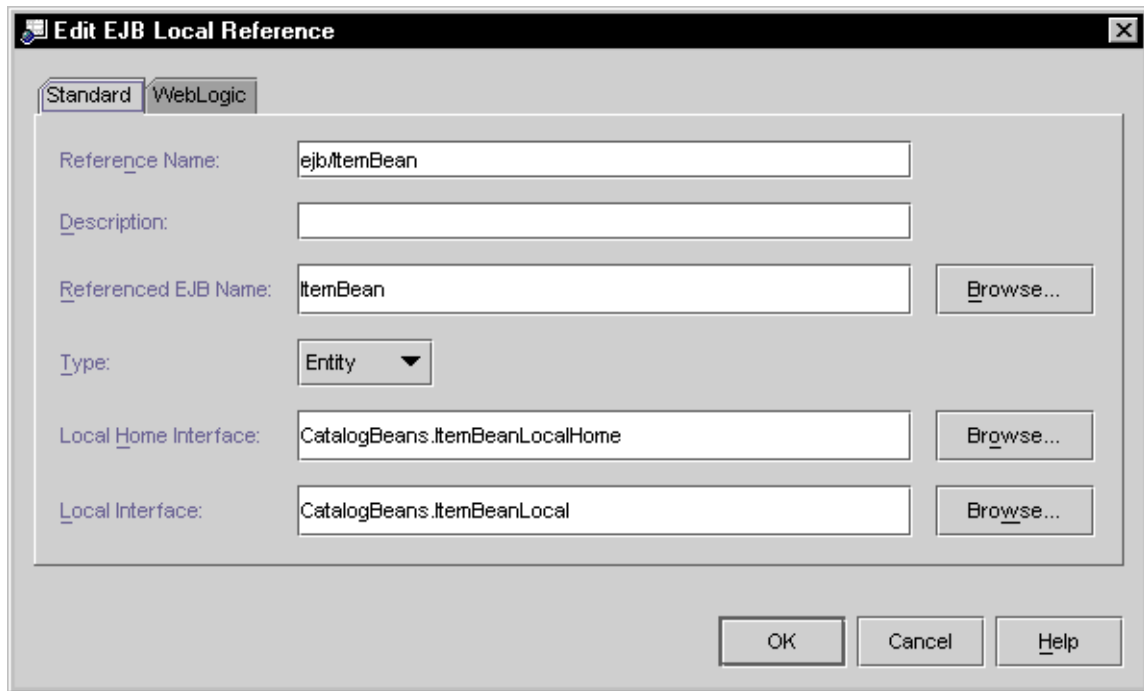 Edit EJB Local Reference
Standard WebLogic
Reference Name: ejb/ItemBean
Description:
Referenced EJB Name: ItemBean Browse...
Type: Entity
Local Home Interface: CatalogBeans.ItemBeanLocalHome Browse...
Local Interface: CatalogBeans.ItemBeanLocal Browse...
OK Cancel Help